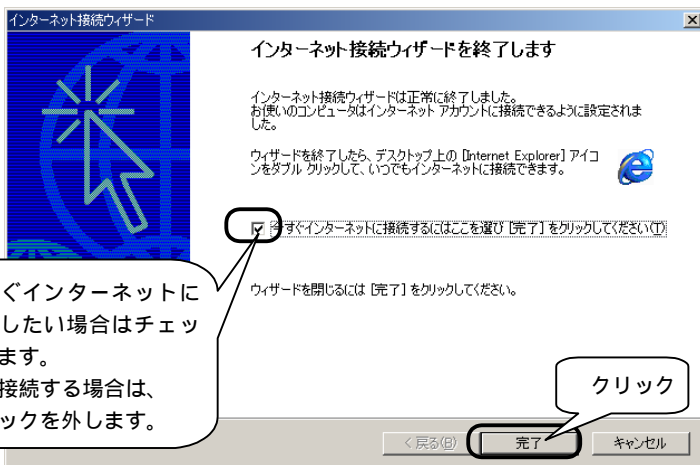 インターネット接続ウィザード
インターネット接続ウィザードを終了します
インターネット接続ウィザードは正常に終了しました。
お使いのコンピュータはインターネット アカウントに接続できるように設定されま
した。
ウィザードを終了したら、デスクトップ上の [Internet Explorer] アイコ
ンをダブル クリックして、いつでもインターネットに接続できます。
今すぐインターネットに接続するにはここを選び [完了] をクリックしてください(T)
ぐインターネットに
したい場合はチェッ
ます。
接続する場合は、
ックを外します。
ウィザードを閉じるには [完了] をクリックしてください。
クリック
< 戻る(B)
完了
キャンセル